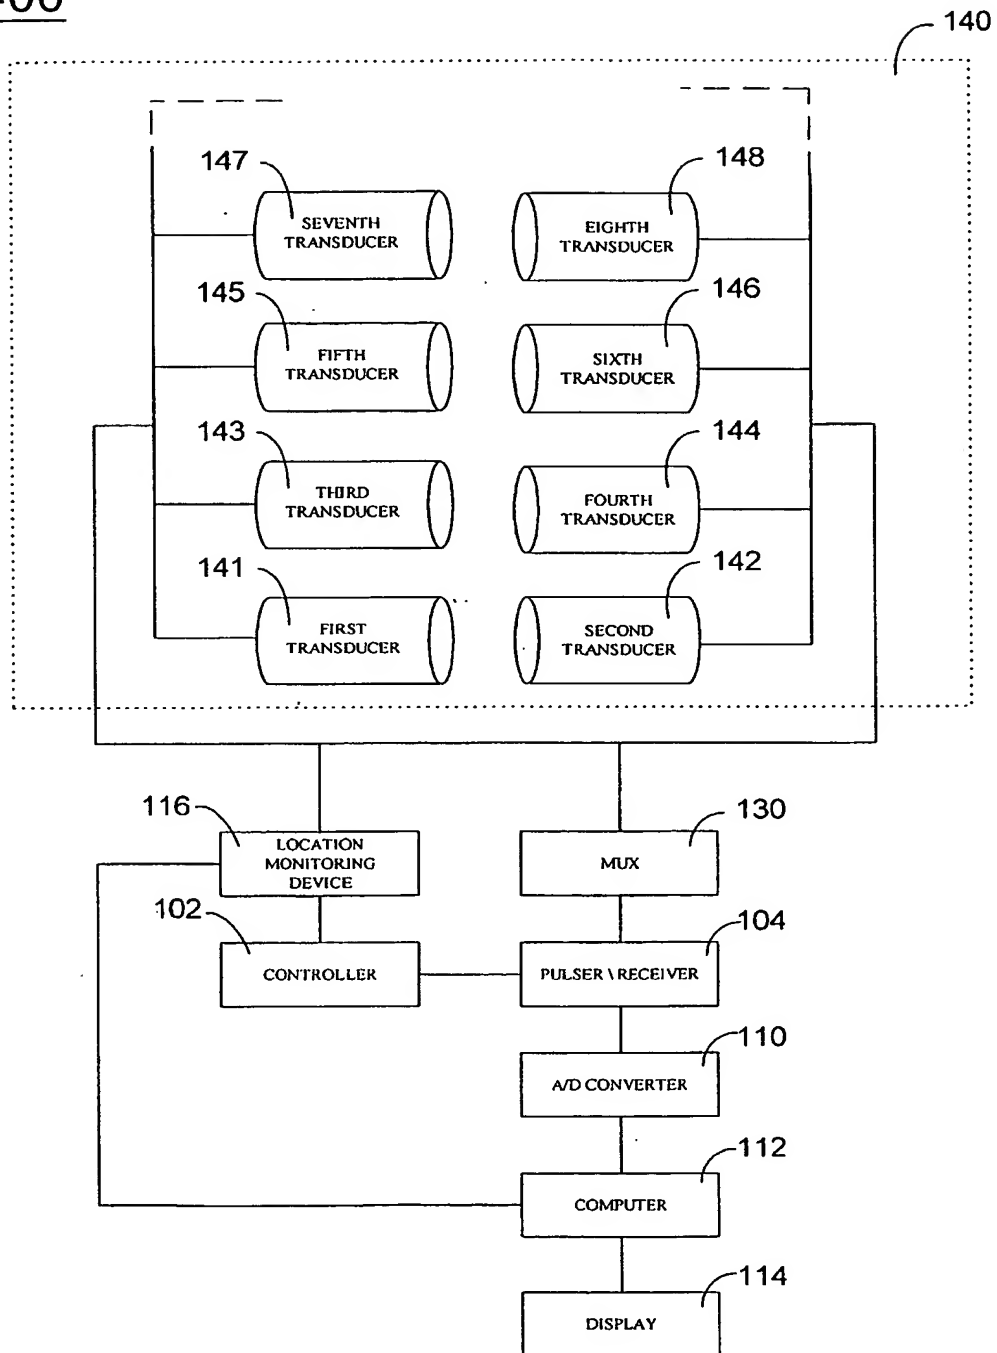 140
147
148
SEVENTH
TRANSDUCER
EIGHTH
TRANSDUCER
145
146
FIFTH
TRANSDUCER
SIXTH
TRANSDUCER
143
144
THIRD
TRANSDUCER
FOURTH
TRANSDUCER
141
142
FIRST
TRANSDUCER
SECOND
TRANSDUCER
116
130
LOCATION
MONITORING
DEVICE
MUX
102
104
CONTROLLER
PULSER \ RECEIVER
110
A/D CONVERTER
112
COMPUTER
114
DISPLAY